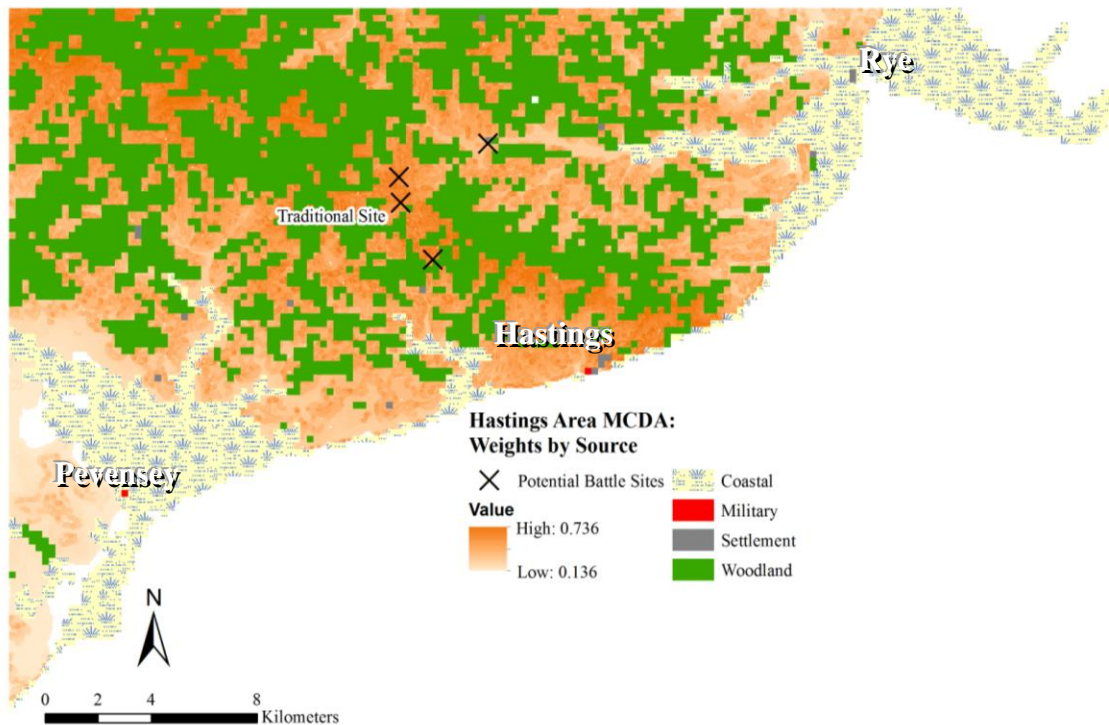 Rye
Traditional Site
Hastings
Hastings Area MCDA:
Weights by Source
Potential Battle Sites
Value
High: 0.736
Low: 0.136
Coastal
Military
Settlement
Woodland
Pevensey
N
0 2 4 8
Kilometers